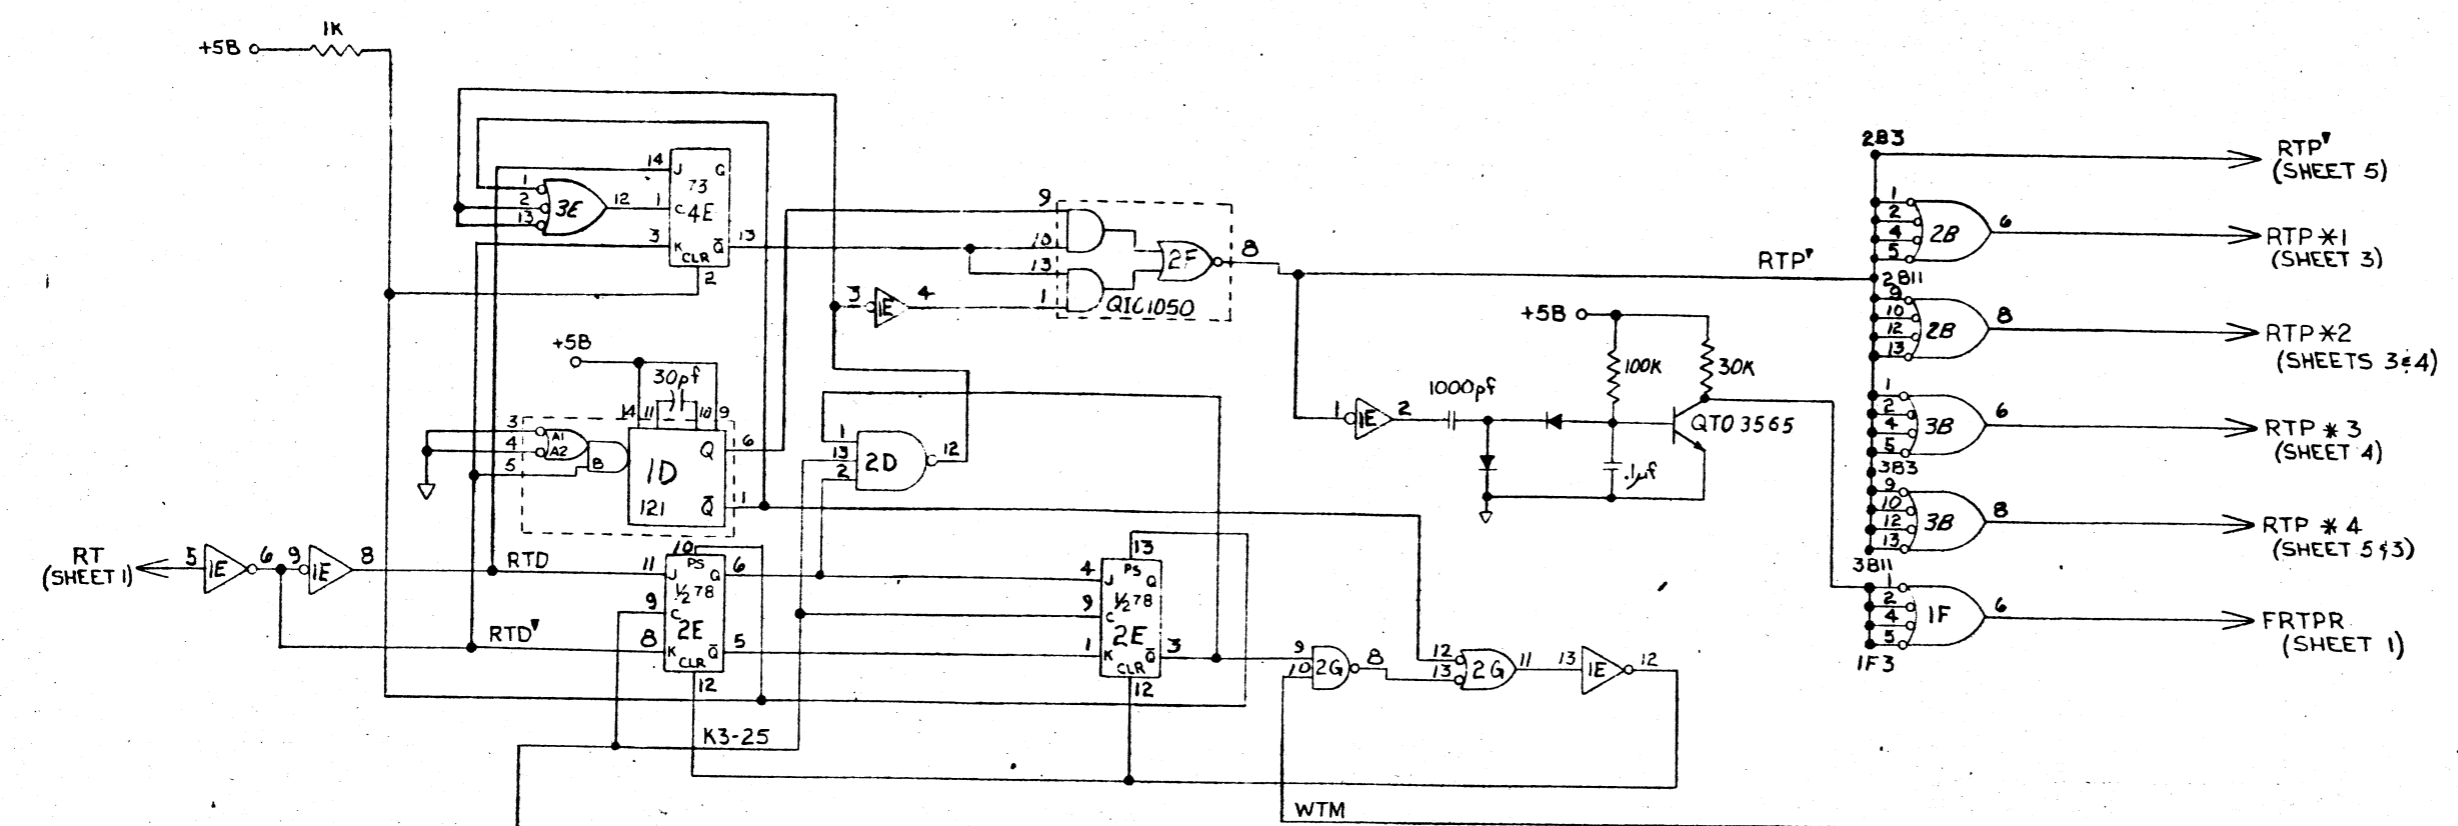 1K
+5B
14 J Q
73
1 2 13 3E 12 1 C 4E
3 K Q̄ 13
CLR
2
9
10
13
1
2F 8
QIC1050
3 1E 4
+5B
30pf
14 11 10 9
3 A1
4 A2
5 B
1D
121
Q 6
Q̄ 1
1
13
2
2D 12
RT
(SHEET 1)
5 1E 6 9 1E 8
RTD
RTD▼
10
PS
11 J Q 6
½78
9 C
2E
8 K Q̄ 5
CLR
12
13
PS
4 J Q
½78
9 C
2E
1 K Q̄ 3
CLR
12
K3-25
9
10 2G 8
12
13 2G 11 13 1E 12
WTM
RTP▼
1 1E 2
1000pf
+5B
100K
30K
QTO3565
.1µf
2B3
RTP▼
(SHEET 5)
1
2
4
5
2B 6
RTP*1
(SHEET 3)
2B11
9
10
12
13
2B 8
RTP*2
(SHEETS 3&4)
1
2
4
5
3B 6
RTP*3
(SHEET 4)
3B3
9
10
12
13
3B 8
RTP*4
(SHEET 5&3)
3B11
1
2
4
5
1F 6
FRTPR
(SHEET 1)
1F3